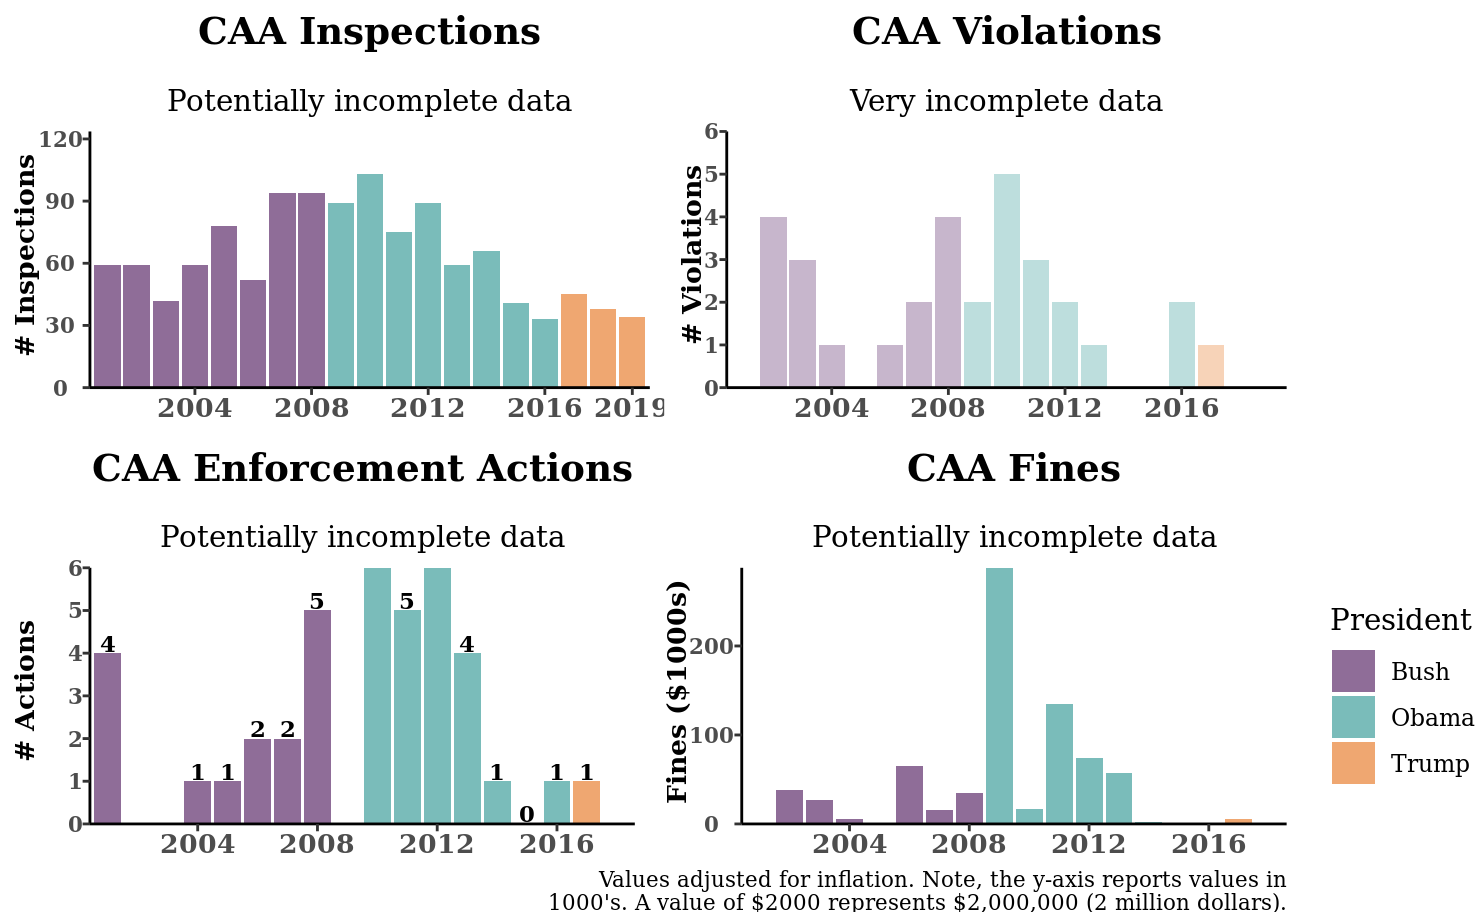 CAA Inspections
Potentially incomplete data
# Inspections
120
90
60
30
0
2004 2008 2012 2016 2019
CAA Violations
Very incomplete data
# Violations
6
5
4
3
2
1
0
2004 2008 2012 2016
CAA Enforcement Actions
Potentially incomplete data
# Actions
6
5
4
3
2
1
0
4 1 1 2 2 5 5 4 1 0 1 1
2004 2008 2012 2016
CAA Fines
Potentially incomplete data
Fines ($1000s)
200
100
0
2004 2008 2012 2016
President
Bush
Obama
Trump
Values adjusted for inflation. Note, the y-axis reports values in
1000's. A value of $2000 represents $2,000,000 (2 million dollars).